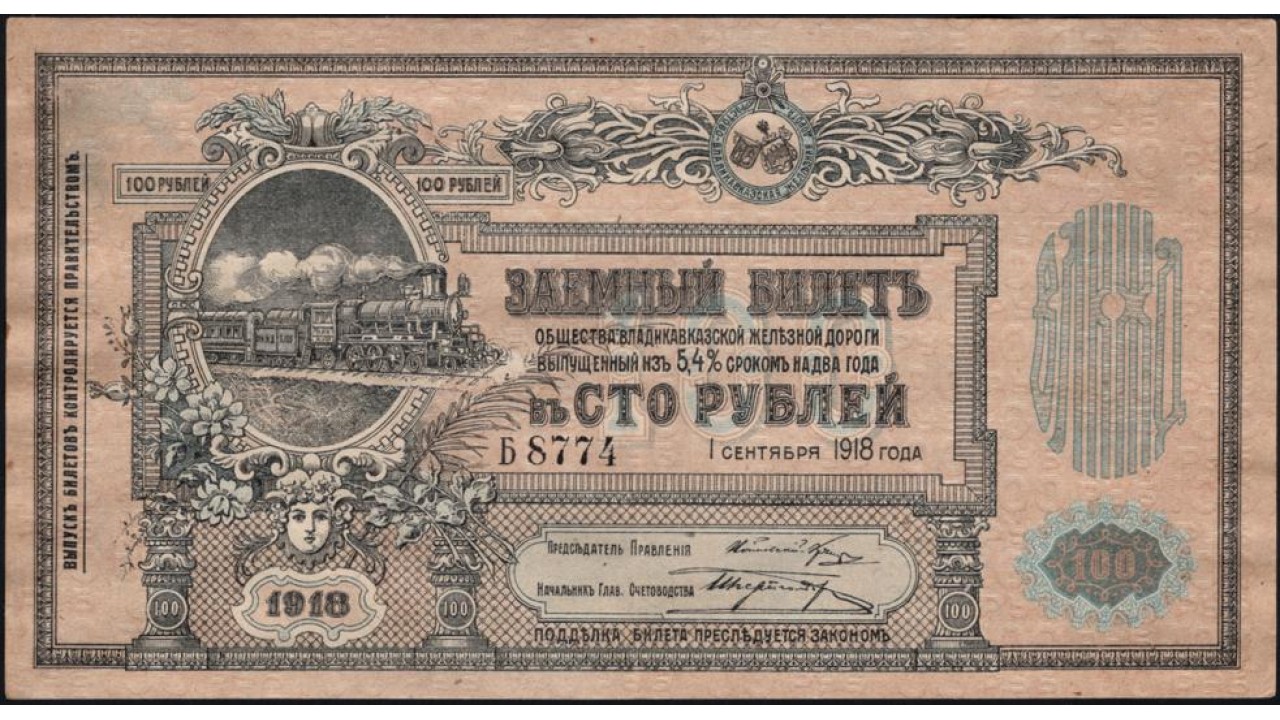 ВЫПУСКЪ БИЛЕТОВЪ КОНТРОЛИРУЕТСЯ ПРАВИТЕЛЬСТВОМЪ.
100 РУБЛЕЙ
100 РУБЛЕЙ
ЗАЕМНЫЙ БИЛЕТЪ
ОБЩЕСТВА ВЛАДИКАВКАЗСКОЙ ЖЕЛѢЗНОЙ ДОРОГИ
ВЫПУЩЕННЫЙ ИЗЪ 5,4% СРОКОМЪ НА ДВА ГОДА
ВЪ СТО РУБЛЕЙ
Б 8774
1 СЕНТЯБРЯ 1918 ГОДА
ПРЕДСѢДАТЕЛЬ ПРАВЛЕНІЯ
НАЧАЛЬНИКЪ ГЛАВ. СЧЕТОВОДСТВА
100
1918
100
100
100
ПОДДѢЛКА БИЛЕТА ПРЕСЛѢДУЕТСЯ ЗАКОНОМЪ